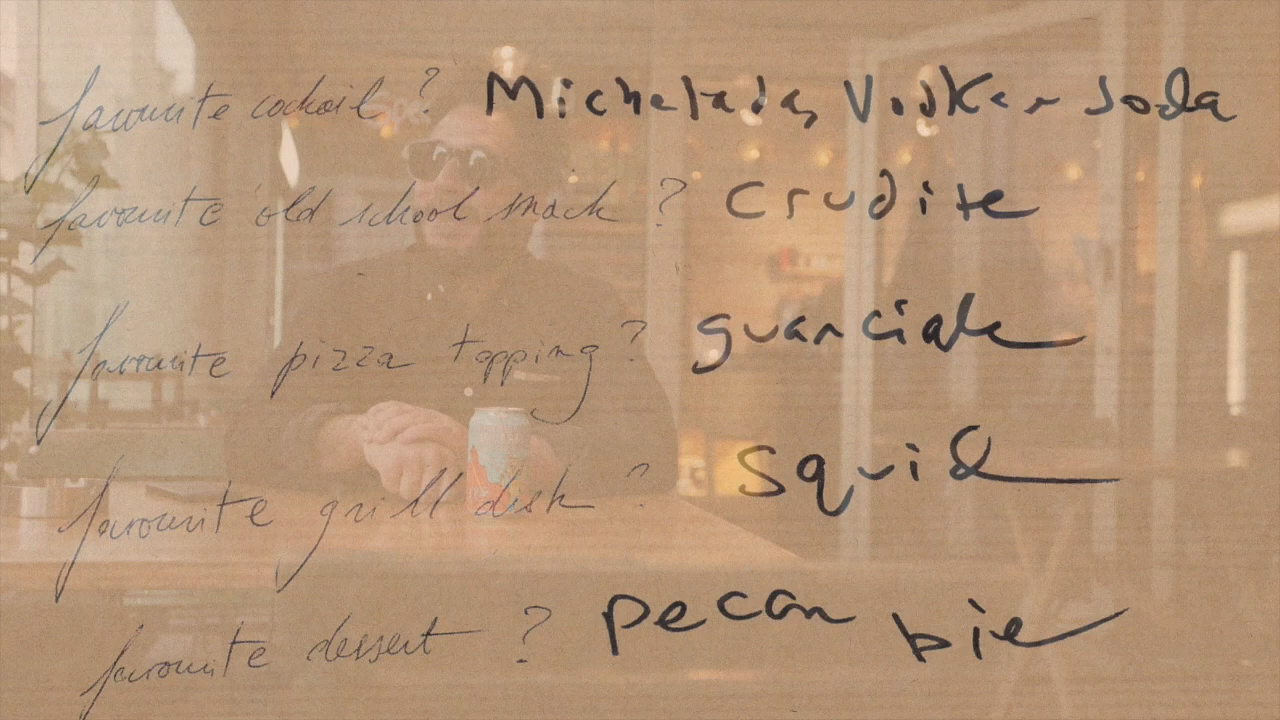 favourite cocktail? Michelada, Vodka-soda
favourite old school snack? Crudite
favourite pizza topping? guanciale
favourite grill dish? Squid
favourite dessert? pecan pie